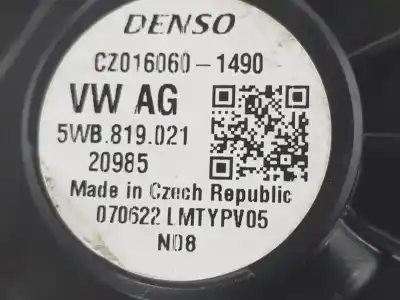 DENSO
CZ016060-1490
VW AG
5WB.819.021
20985
Made in Czech Republic
070622 LMTYPV05
N08